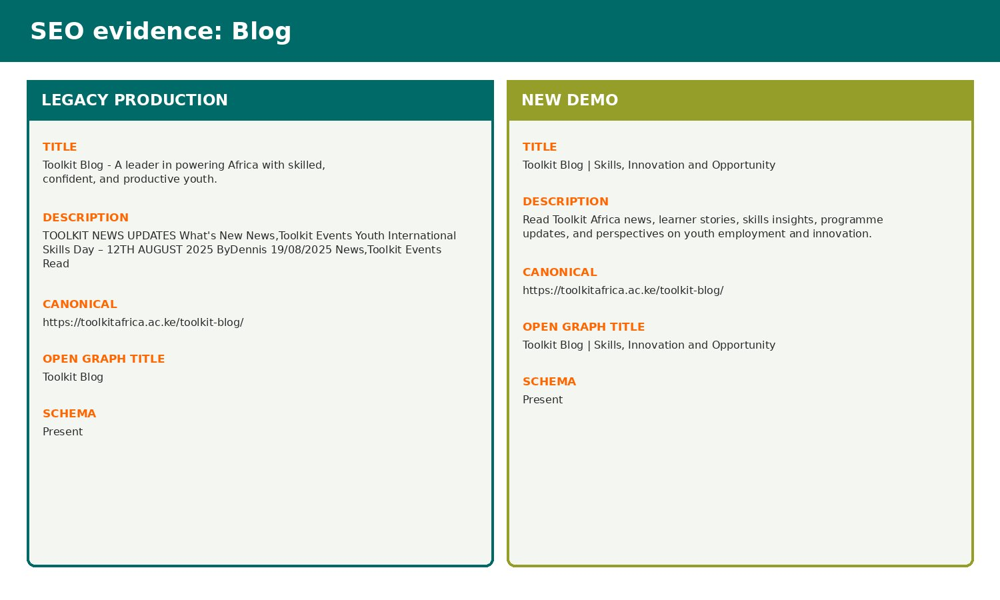 SEO evidence: Blog
LEGACY PRODUCTION
TITLE
Toolkit Blog - A leader in powering Africa with skilled,
confident, and productive youth.
DESCRIPTION
TOOLKIT NEWS UPDATES What's New News,Toolkit Events Youth International
Skills Day – 12TH AUGUST 2025 ByDennis 19/08/2025 News,Toolkit Events
Read
CANONICAL
https://toolkitafrica.ac.ke/toolkit-blog/
OPEN GRAPH TITLE
Toolkit Blog
SCHEMA
Present
NEW DEMO
TITLE
Toolkit Blog | Skills, Innovation and Opportunity
DESCRIPTION
Read Toolkit Africa news, learner stories, skills insights, programme
updates, and perspectives on youth employment and innovation.
CANONICAL
https://toolkitafrica.ac.ke/toolkit-blog/
OPEN GRAPH TITLE
Toolkit Blog | Skills, Innovation and Opportunity
SCHEMA
Present